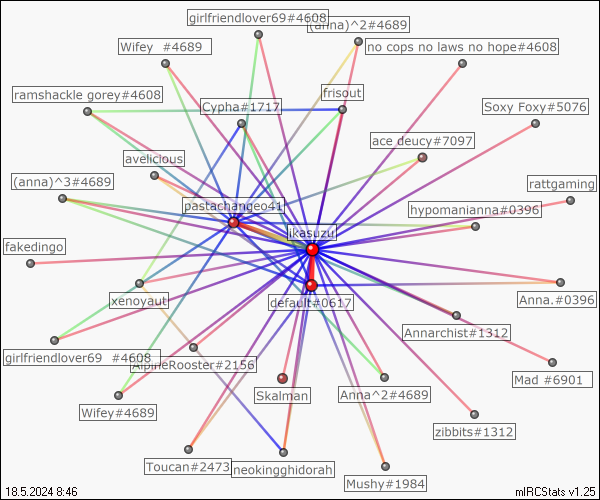 girlfriendlover69#4608
(anna)^2#4689
Wifey  #4689
no cops no laws no hope#4608
ramshackle gorey#4608
frisout
Cypha#1717
Soxy Foxy#5076
ace deucy#7097
avelicious
(anna)^3#4689
rattgaming
pastachangeo41
hypomanianna#0396
ikasuzu
fakedingo
xenoyaut
default#0617
Anna.#0396
Annarchist#1312
girlfriendlover69  #4608
AlpineRooster#2156
Mad #6901
Skalman
Anna^2#4689
Wifey#4689
zibbits#1312
Toucan#2473
neokingghidorah
Mushy#1984
18.5.2024 8:46
mIRCStats v1.25